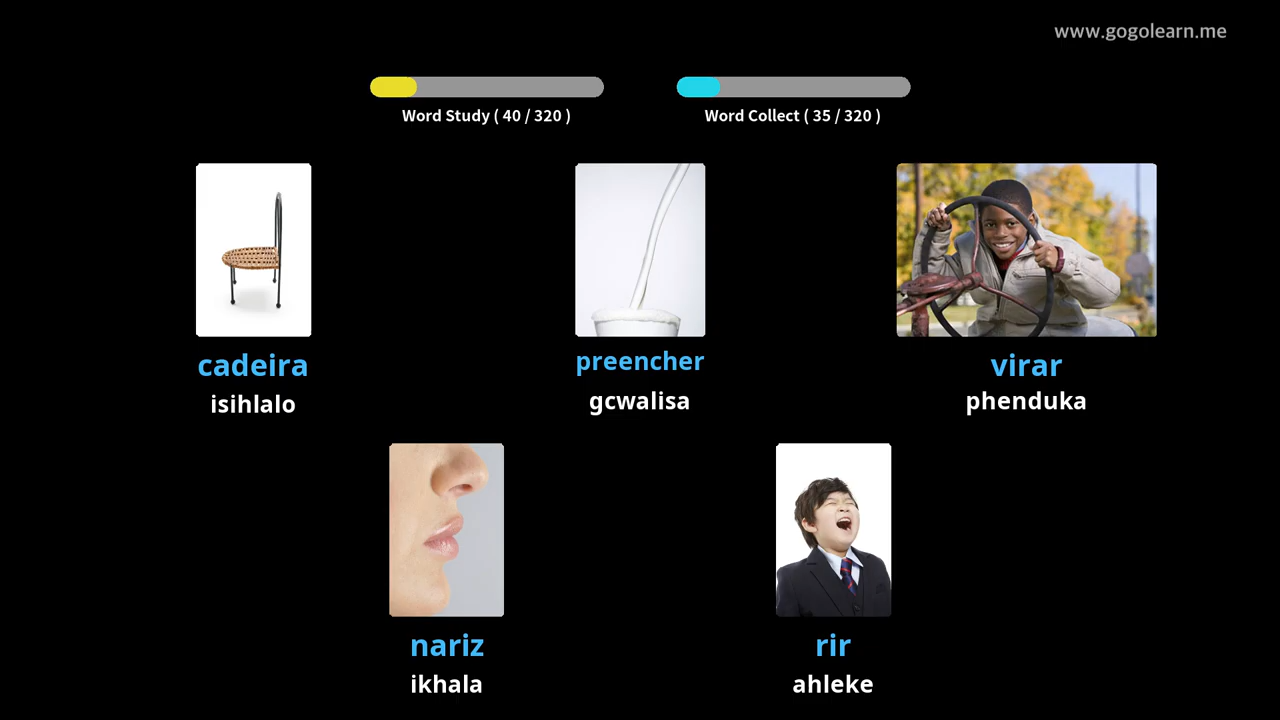 www.gogolearn.me
Word Study ( 40 / 320 )
Word Collect ( 35 / 320 )
cadeira
isihlalo
preencher
gcwalisa
virar
phenduka
nariz
ikhala
rir
ahleke